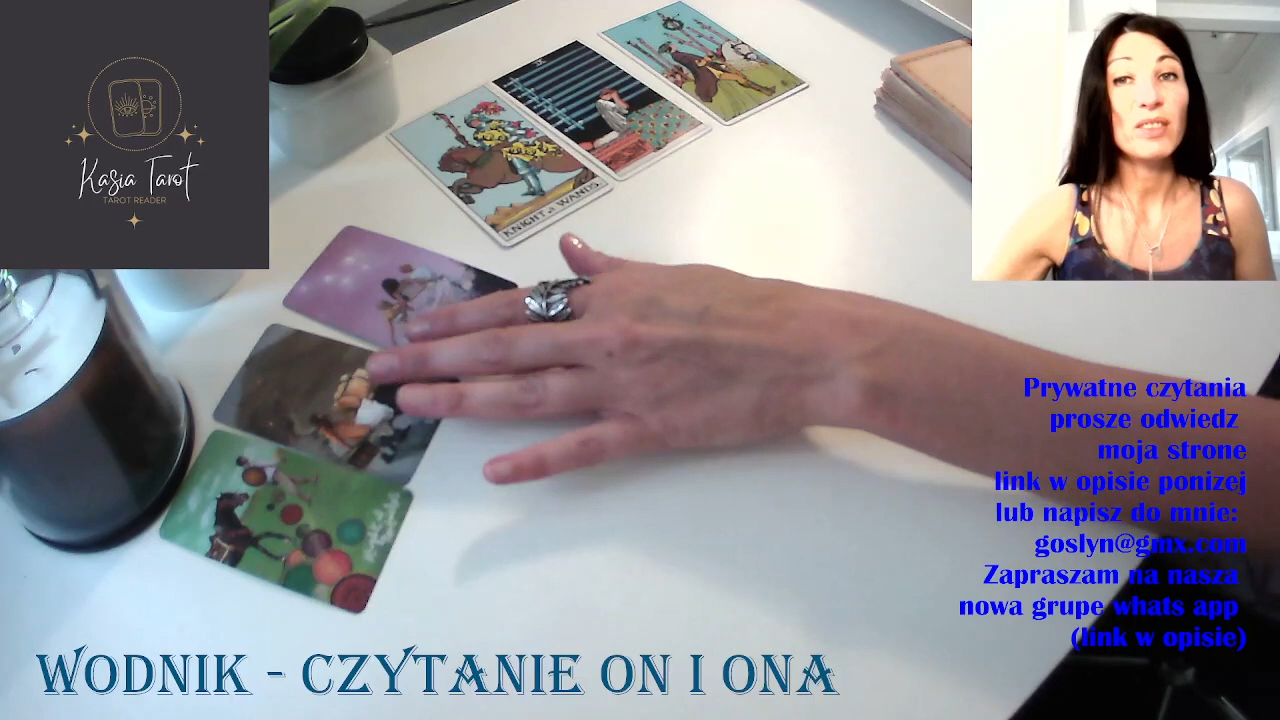 Kasia Tarot
TAROT READER
IX
KNIGHT of WANDS
Prywatne czytania
prosze odwiedz
moja strone
link w opisie ponizej
lub napisz do mnie:
goslyn@gmx.com
Zapraszam na nasza
nowa grupe whats app
(link w opisie)
WODNIK - CZYTANIE ON I ONA